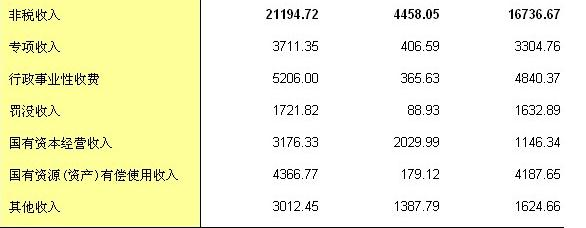 非税收入 21194.72 4458.05 16736.67
专项收入 3711.35 406.59 3304.76
行政事业性收费 5206.00 365.63 4840.37
罚没收入 1721.82 88.93 1632.89
国有资本经营收入 3176.33 2029.99 1146.34
国有资源(资产)有偿使用收入 4366.77 179.12 4187.65
其他收入 3012.45 1387.79 1624.66